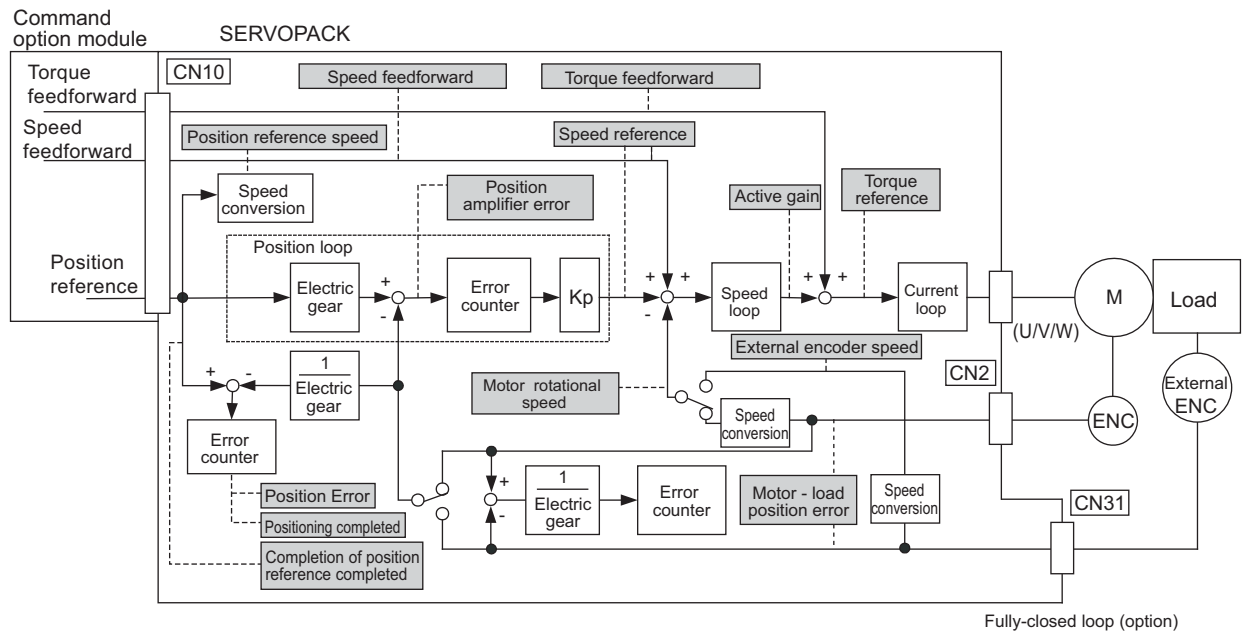 Command
option module
SERVOPACK
CN10
Torque
feedforward
Speed
feedforward
Speed feedforward
Torque feedforward
Position reference speed
Speed reference
Speed
conversion
Position
amplifier error
Active gain
Torque
reference
Position loop
Position
reference
Electric
gear
+
-
Error
counter
Kp
+
+
-
Speed
loop
+
+
Current
loop
M
Load
(U/V/W)
External encoder speed
CN2
+
-
1
Electric
gear
Motor rotational
speed
Speed
conversion
ENC
External
ENC
Error
counter
Position Error
Positioning completed
Completion of position
reference completed
+
-
1
Electric
gear
Error
counter
Motor - load
position error
Speed
conversion
CN31
Fully-closed loop (option)